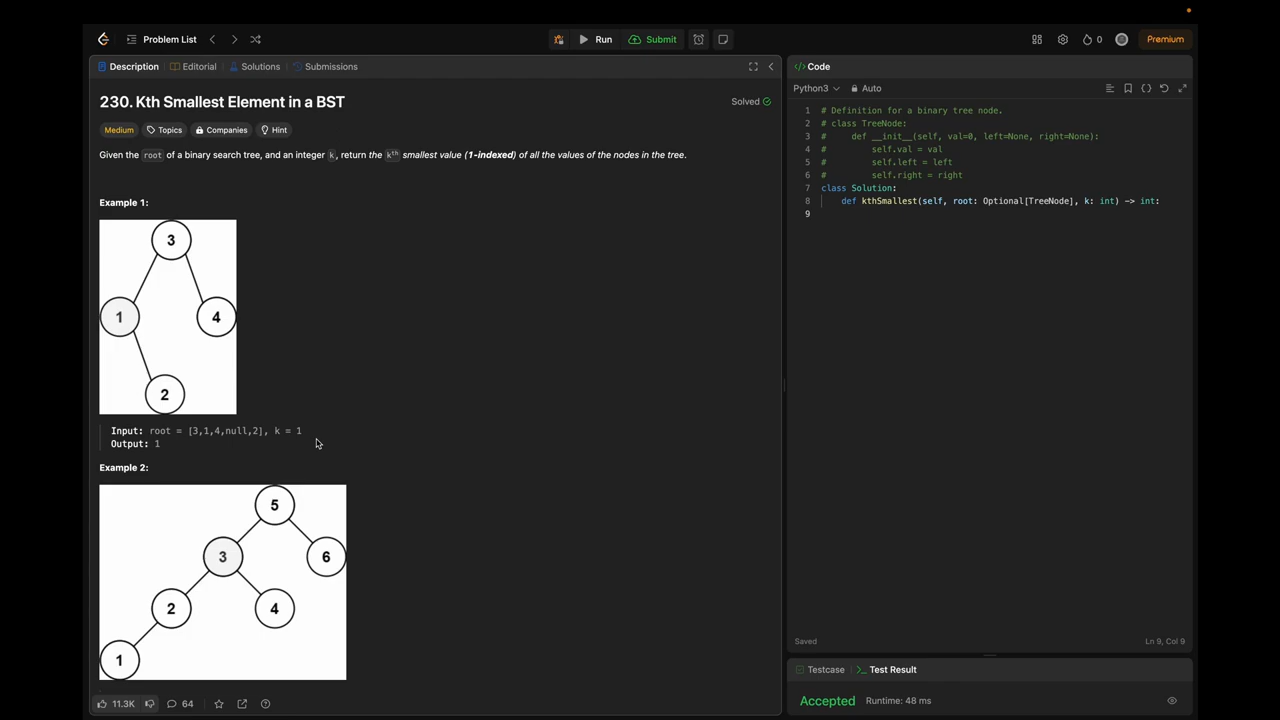 Problem List
Run
Submit
0
Premium
Description
Editorial
Solutions
Submissions
230. Kth Smallest Element in a BST
Solved
Medium
Topics
Companies
Hint
Given the root of a binary search tree, and an integer k, return the kth smallest value (1-indexed) of all the values of the nodes in the tree.
Example 1:
3
1
4
2
Input: root = [3,1,4,null,2], k = 1
Output: 1
Example 2:
5
3
6
2
4
1
11.3K
64
</> Code
Python3
Auto
1 # Definition for a binary tree node.
2 # class TreeNode:
3 #     def __init__(self, val=0, left=None, right=None):
4 #         self.val = val
5 #         self.left = left
6 #         self.right = right
7 class Solution:
8     def kthSmallest(self, root: Optional[TreeNode], k: int) -> int:
9
Saved
Ln 9, Col 9
Testcase
Test Result
Accepted
Runtime: 48 ms